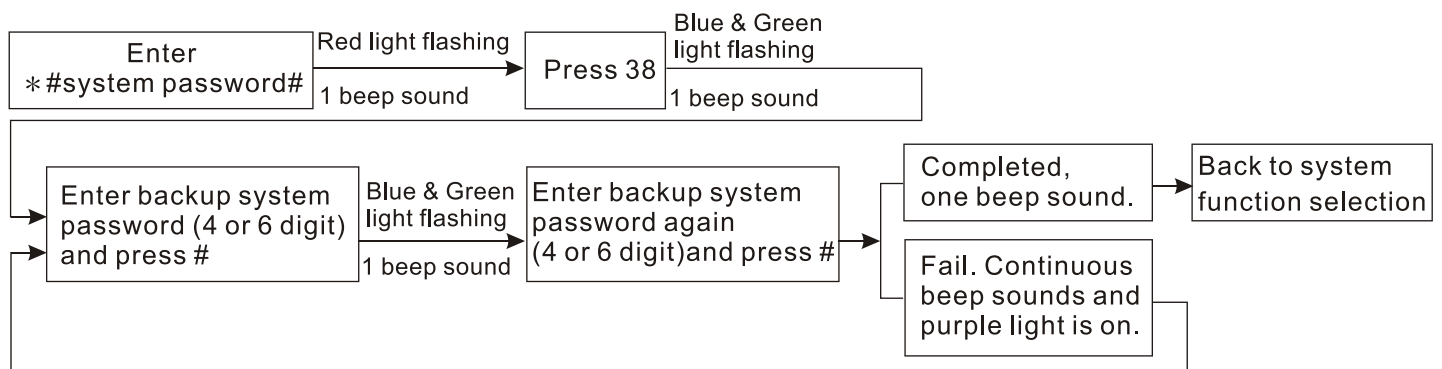 Enter
*#system password#
Red light flashing
1 beep sound
Press 38
Blue & Green
light flashing
1 beep sound
Enter backup system
password (4 or 6 digit)
and press #
Blue & Green
light flashing
1 beep sound
Enter backup system
password again
(4 or 6 digit)and press #
Completed,
one beep sound.
Back to system
function selection
Fail. Continuous
beep sounds and
purple light is on.